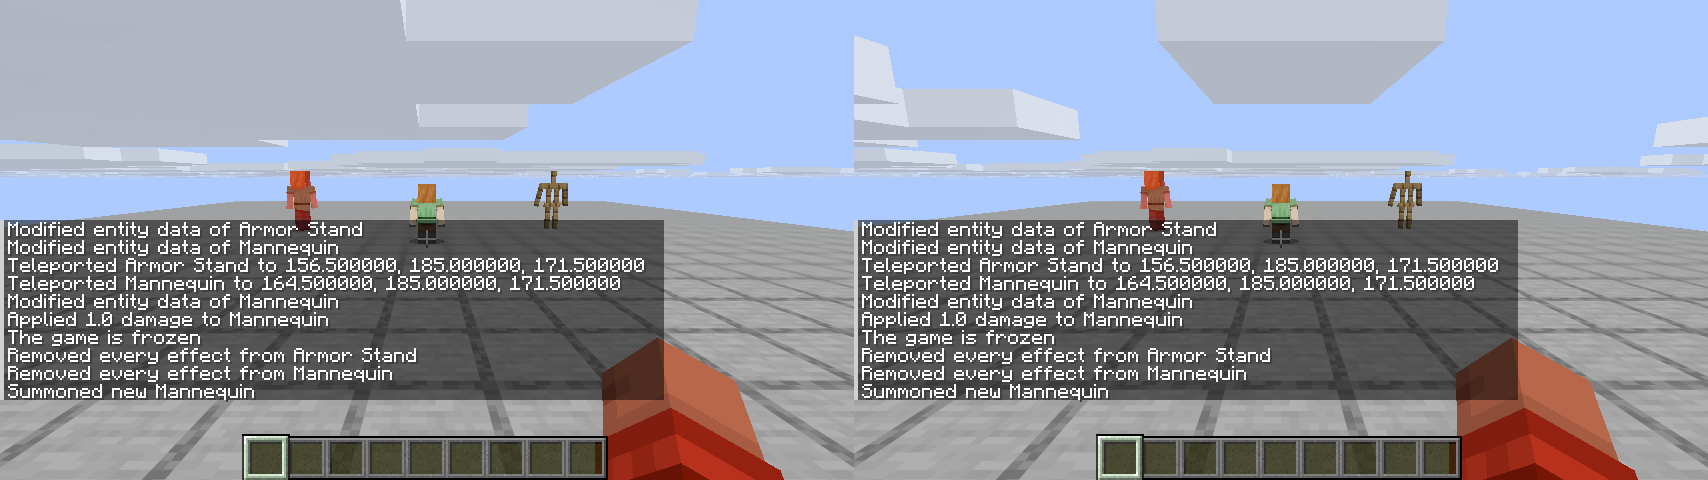 Modified entity data of Armor Stand
Modified entity data of Mannequin
Teleported Armor Stand to 156.500000, 185.000000, 171.500000
Teleported Mannequin to 164.500000, 185.000000, 171.500000
Modified entity data of Mannequin
Applied 1.0 damage to Mannequin
The game is frozen
Removed every effect from Armor Stand
Removed every effect from Mannequin
Summoned new Mannequin
Modified entity data of Armor Stand
Modified entity data of Mannequin
Teleported Armor Stand to 156.500000, 185.000000, 171.500000
Teleported Mannequin to 164.500000, 185.000000, 171.500000
Modified entity data of Mannequin
Applied 1.0 damage to Mannequin
The game is frozen
Removed every effect from Armor Stand
Removed every effect from Mannequin
Summoned new Mannequin